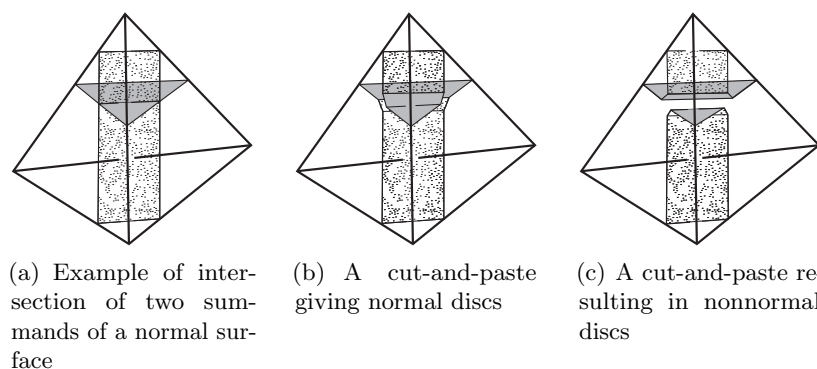 (a) Example of inter-
section of two sum-
mands of a normal sur-
face
(b) A cut-and-paste
giving normal discs
(c) A cut-and-paste re-
sulting in nonnormal
discs